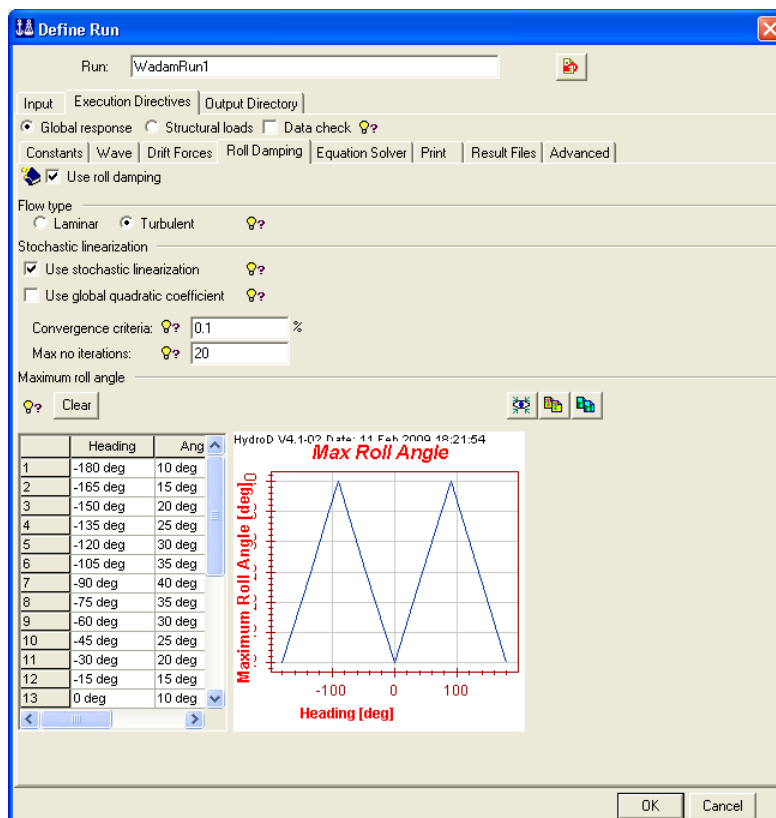 Define Run
Run: WadamRun1
Input Execution Directives Output Directory
Global response Structural loads Data check ?
Constants Wave Drift Forces Roll Damping Equation Solver Print Result Files Advanced
Use roll damping
Flow type
Laminar Turbulent ?
Stochastic linearization
Use stochastic linearization ?
Use global quadratic coefficient ?
Convergence criteria: ? 0.1 %
Max no iterations: ? 20
Maximum roll angle
? Clear
Heading Ang
1 -180 deg 10 deg
2 -165 deg 15 deg
3 -150 deg 20 deg
4 -135 deg 25 deg
5 -120 deg 30 deg
6 -105 deg 35 deg
7 -90 deg 40 deg
8 -75 deg 35 deg
9 -60 deg 30 deg
10 -45 deg 25 deg
11 -30 deg 20 deg
12 -15 deg 15 deg
13 0 deg 10 deg
HydroD V4.1-02 Date: 11 Feb 2009 18:21:54
Max Roll Angle
Maximum Roll Angle [deg]
-100 0 100
Heading [deg]
OK Cancel